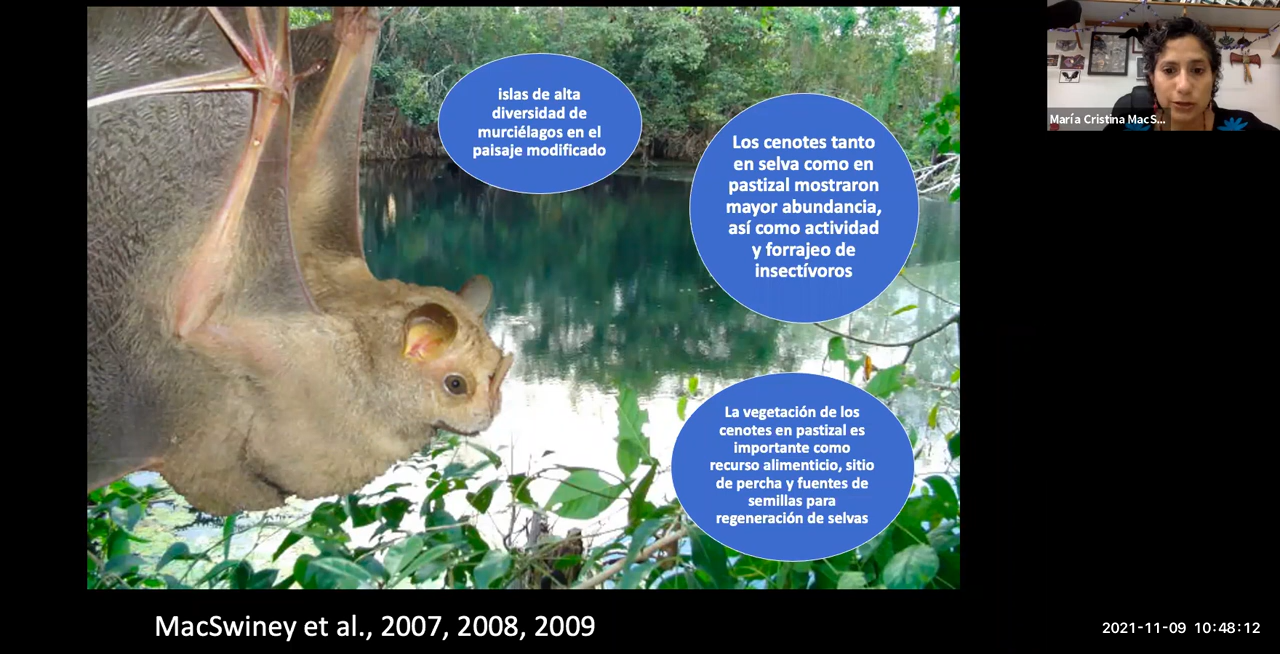 islas de alta
diversidad de
murciélagos en el
paisaje modificado
Los cenotes tanto
en selva como en
pastizal mostraron
mayor abundancia,
así como actividad
y forrajeo de
insectívoros
La vegetación de los
cenotes en pastizal es
importante como
recurso alimenticio, sitio
de percha y fuentes de
semillas para
regeneración de selvas
MacSwiney et al., 2007, 2008, 2009
María Cristina MacS...
2021-11-09 10:48:12